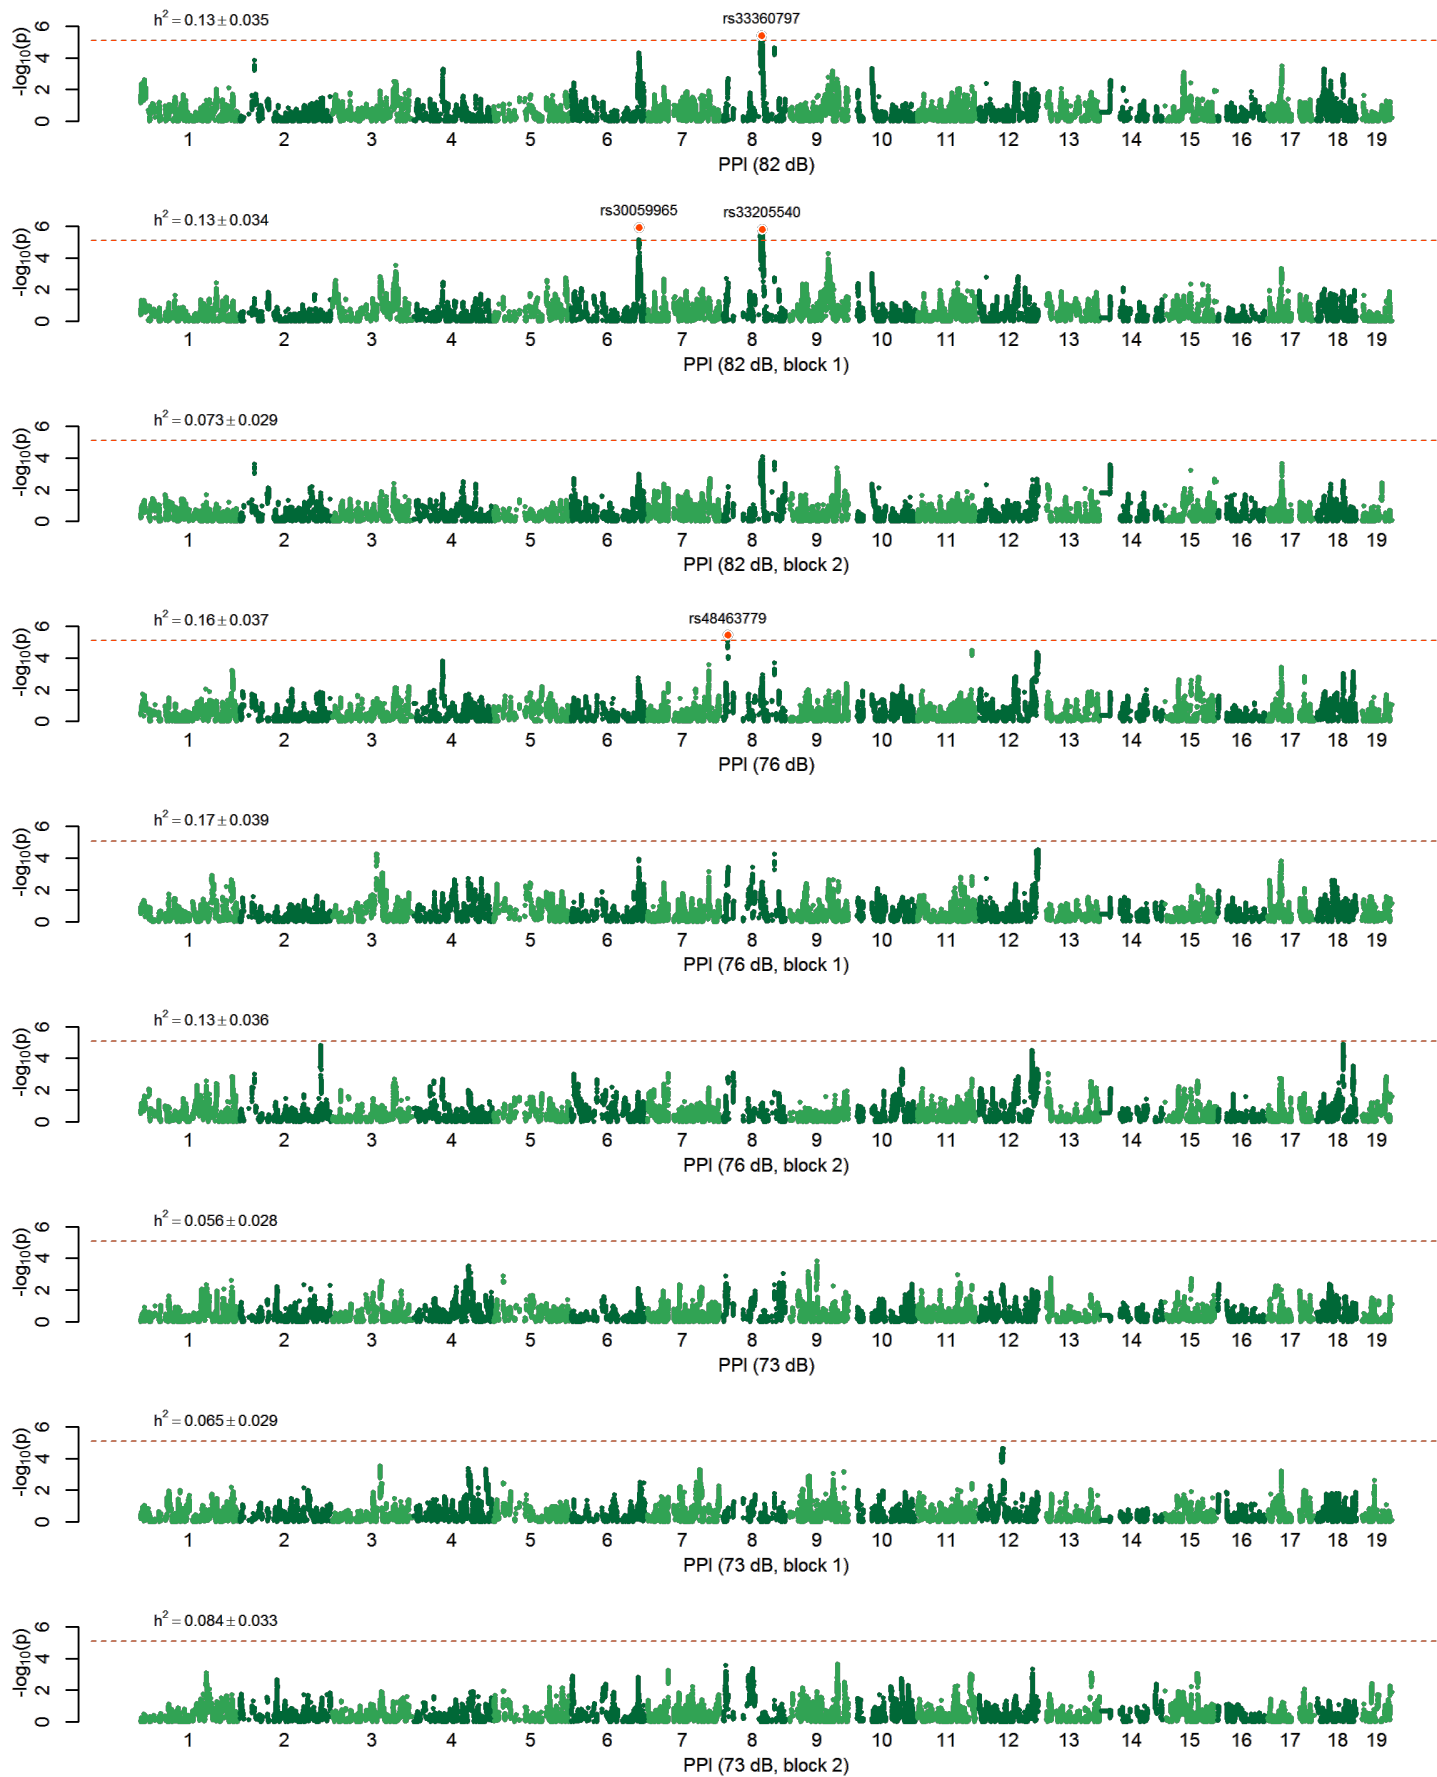 h² = 0.13 ± 0.035
rs33360797
-log₁₀(p)
0 2 4 6
1 2 3 4 5 6 7 8 9 10 11 12 13 14 15 16 17 18 19
PPI (82 dB)
h² = 0.13 ± 0.034
rs30059965 rs33205540
-log₁₀(p)
0 2 4 6
1 2 3 4 5 6 7 8 9 10 11 12 13 14 15 16 17 18 19
PPI (82 dB, block 1)
h² = 0.073 ± 0.029
-log₁₀(p)
0 2 4 6
1 2 3 4 5 6 7 8 9 10 11 12 13 14 15 16 17 18 19
PPI (82 dB, block 2)
h² = 0.16 ± 0.037
rs48463779
-log₁₀(p)
0 2 4 6
1 2 3 4 5 6 7 8 9 10 11 12 13 14 15 16 17 18 19
PPI (76 dB)
h² = 0.17 ± 0.039
-log₁₀(p)
0 2 4 6
1 2 3 4 5 6 7 8 9 10 11 12 13 14 15 16 17 18 19
PPI (76 dB, block 1)
h² = 0.13 ± 0.036
-log₁₀(p)
0 2 4 6
1 2 3 4 5 6 7 8 9 10 11 12 13 14 15 16 17 18 19
PPI (76 dB, block 2)
h² = 0.056 ± 0.028
-log₁₀(p)
0 2 4 6
1 2 3 4 5 6 7 8 9 10 11 12 13 14 15 16 17 18 19
PPI (73 dB)
h² = 0.065 ± 0.029
-log₁₀(p)
0 2 4 6
1 2 3 4 5 6 7 8 9 10 11 12 13 14 15 16 17 18 19
PPI (73 dB, block 1)
h² = 0.084 ± 0.033
-log₁₀(p)
0 2 4 6
1 2 3 4 5 6 7 8 9 10 11 12 13 14 15 16 17 18 19
PPI (73 dB, block 2)